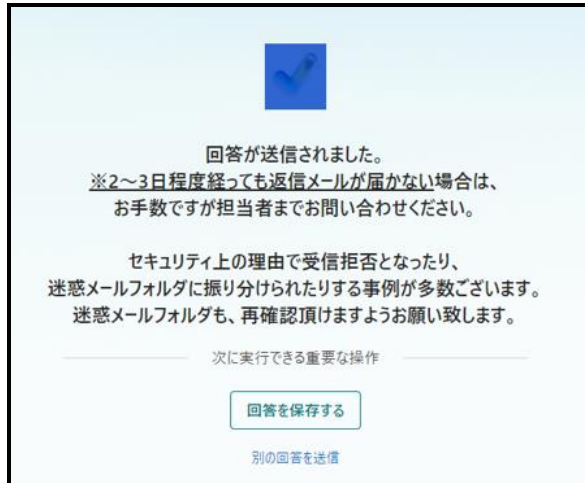 回答が送信されました。
※2～3日程度経っても返信メールが届かない場合は、
お手数ですが担当者までお問い合わせください。
セキュリティ上の理由で受信拒否となったり、
迷惑メールフォルダに振り分けられたりする事例が多数ございます。
迷惑メールフォルダも、再確認頂けますようお願い致します。
次に実行できる重要な操作
回答を保存する
別の回答を送信